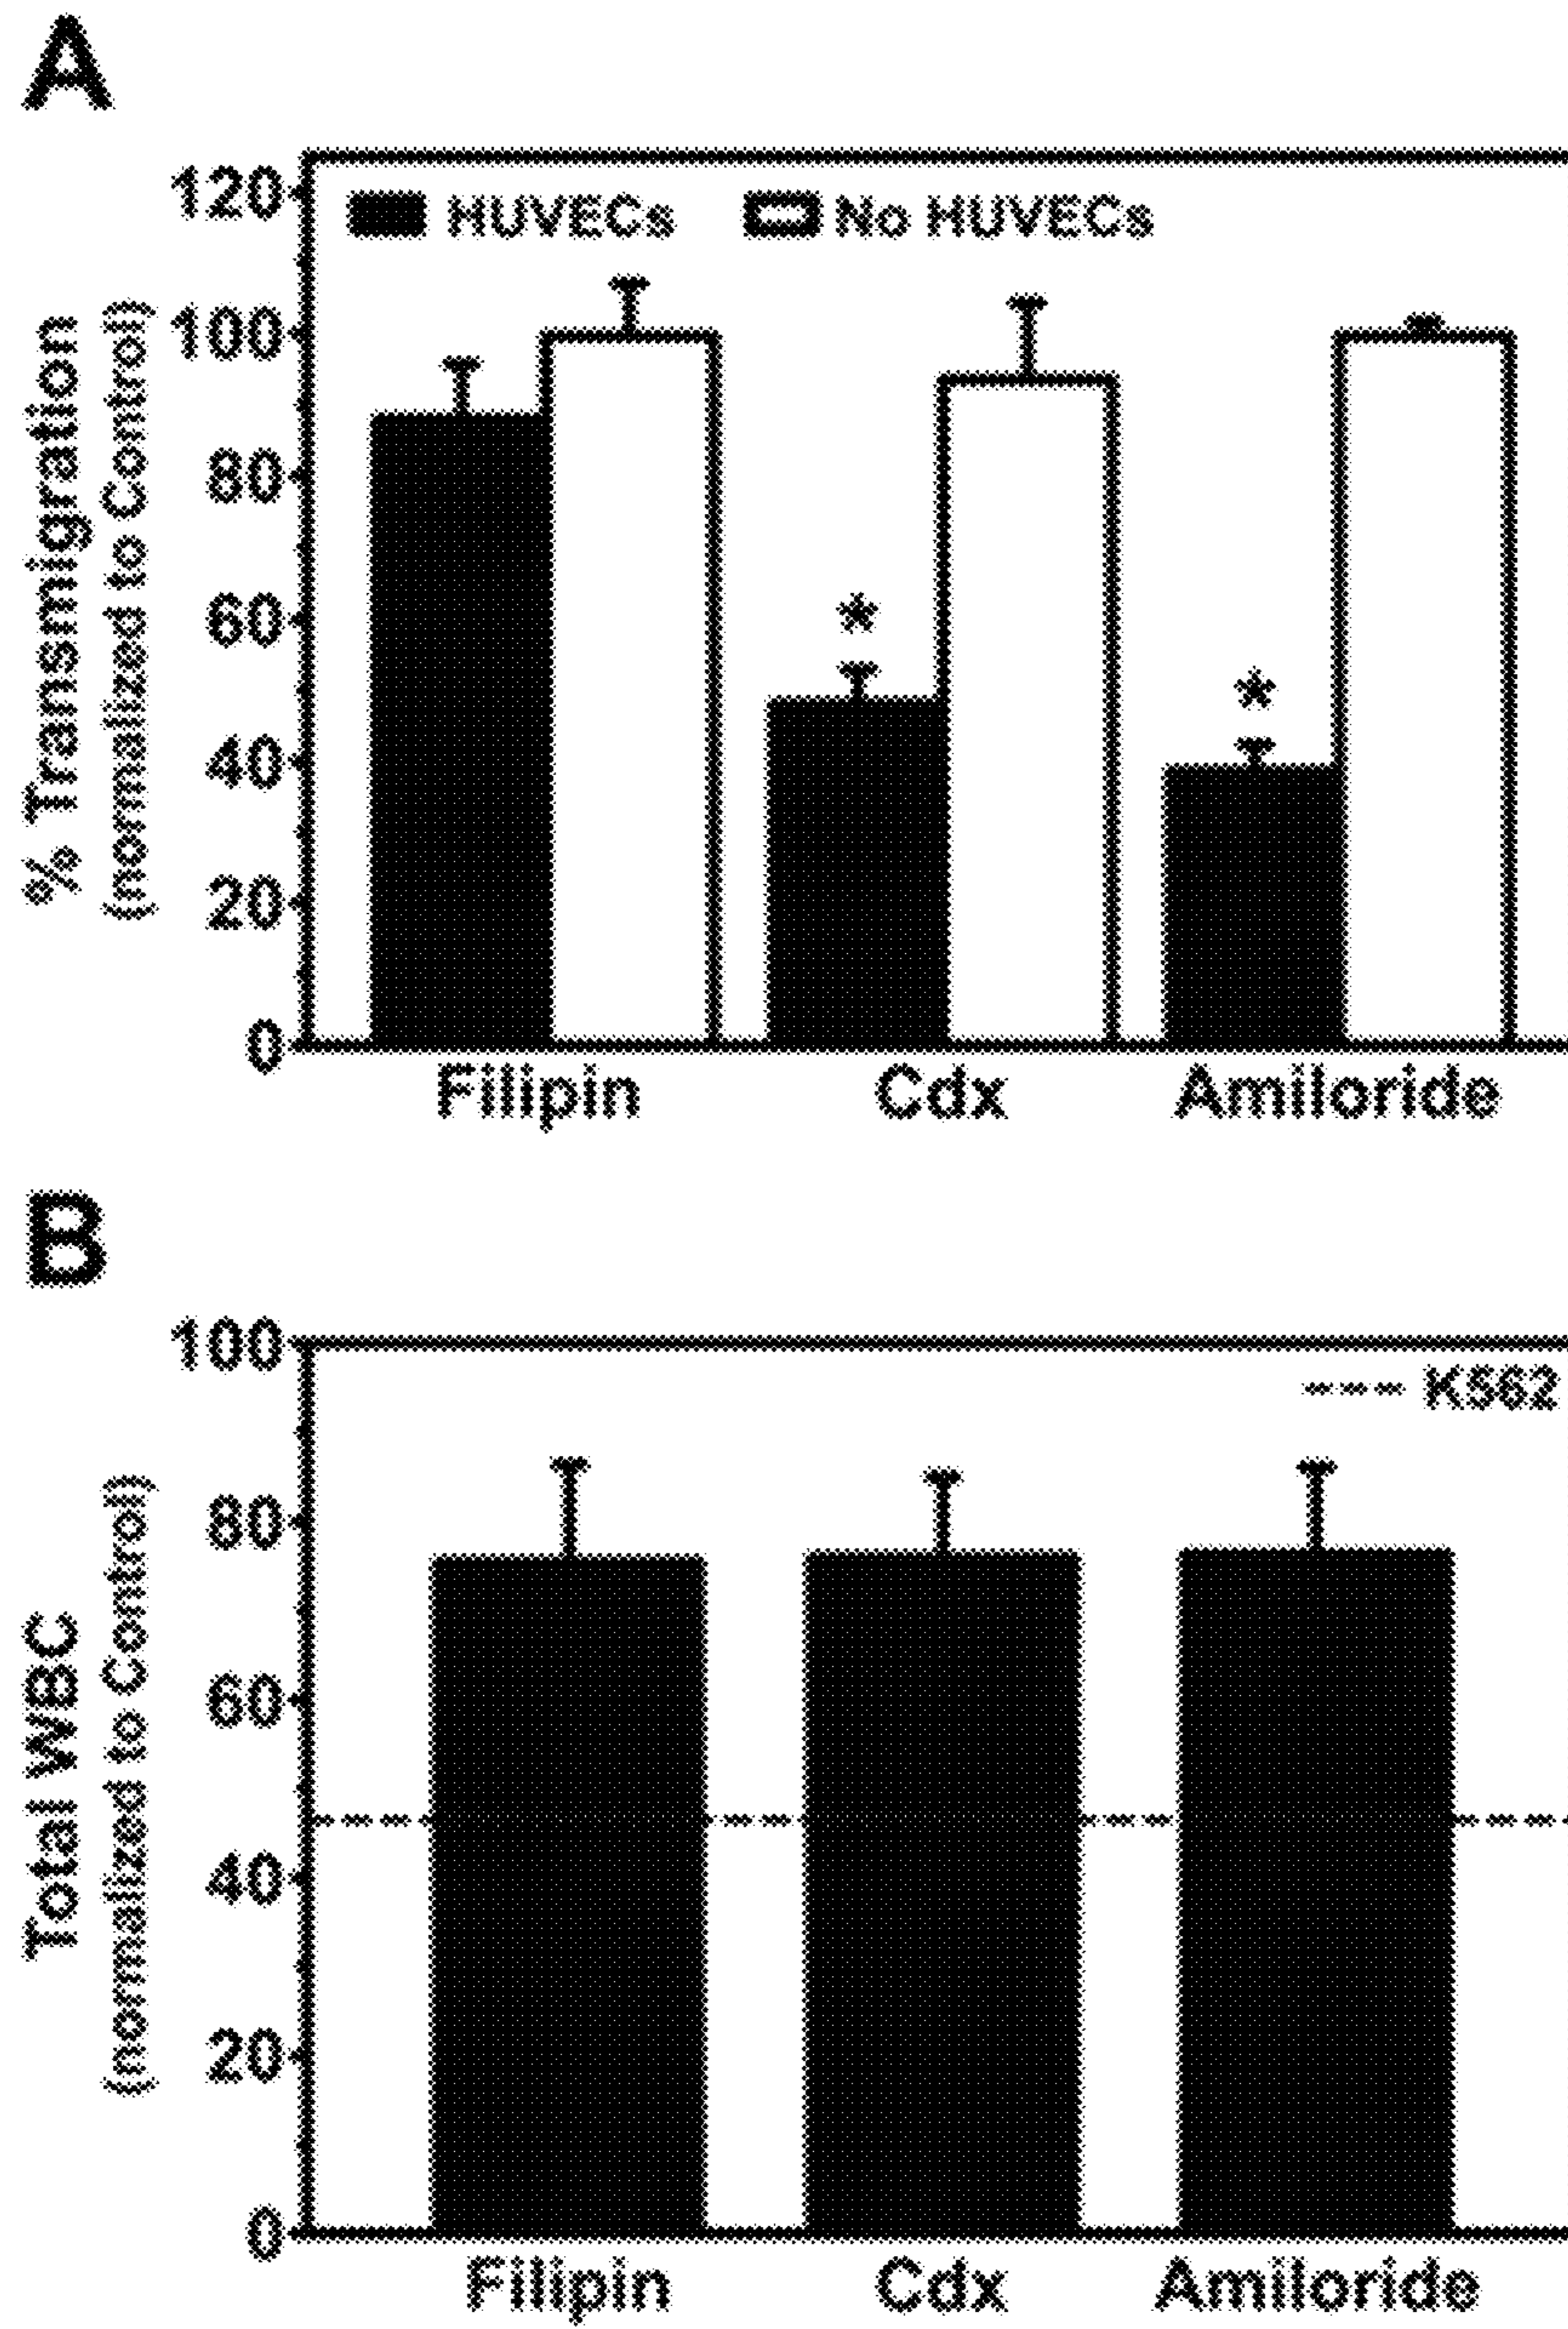 A
120
100
80
60
40
20
0
% Transmigration
(normalized to Control)
HUVECs No HUVECs
*
*
Filipin Cdx Amiloride
B
100
80
60
40
20
0
Total WBC
(normalized to Control)
K562
Filipin Cdx Amiloride